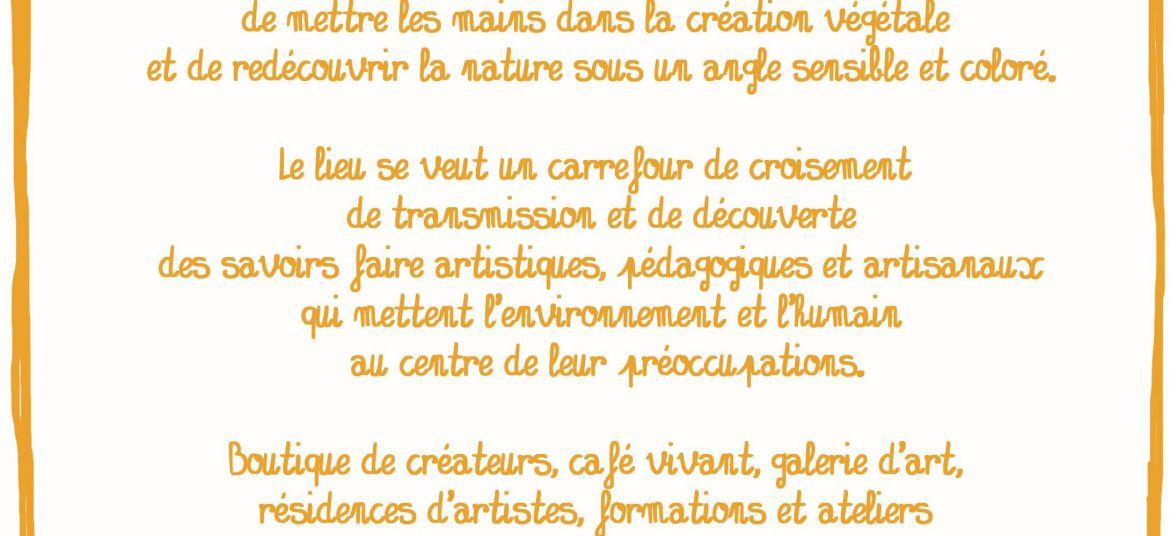 de mettre les mains dans la création végétale
et de redécouvrir la nature sous un angle sensible et coloré.
Le lieu se veut un carrefour de croisement
de transmission et de découverte
des savoirs faire artistiques, pédagogiques et artisanaux
qui mettent l'environnement et l'humain
au centre de leur préoccupations.
Boutique de créateurs, café vivant, galerie d'art,
résidences d'artistes, formations et ateliers